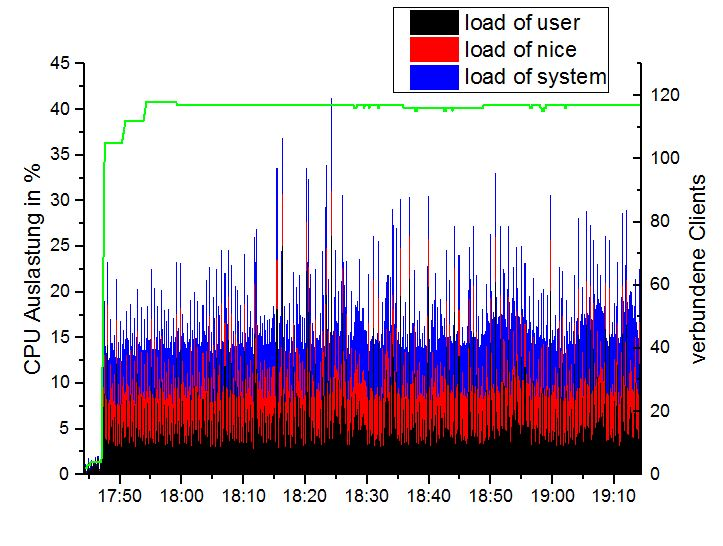 load of user
load of nice
load of system
CPU Auslastung in %
45
40
35
30
25
20
15
10
5
0
verbundene Clients
120
100
80
60
40
20
0
17:50 18:00 18:10 18:20 18:30 18:40 18:50 19:00 19:10